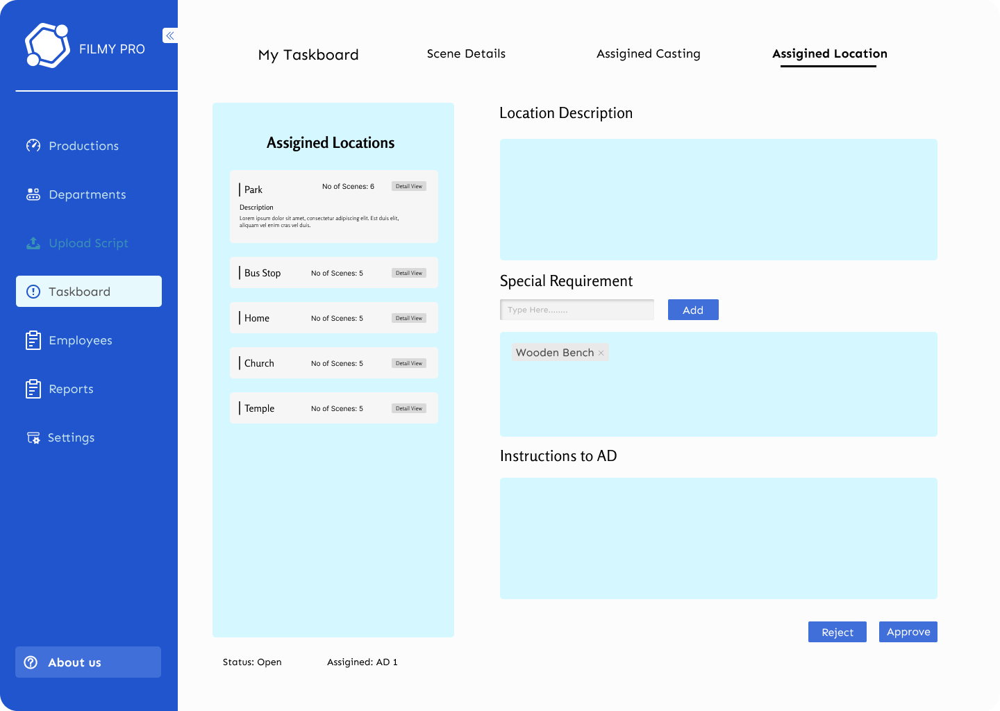 FILMY PRO
Productions
Departments
Upload Script
Taskboard
Employees
Reports
Settings
About us
My Taskboard
Scene Details
Assigined Casting
Assigined Location
Assigined Locations
Park
No of Scenes: 6
Detail View
Description
Lorem ipsum dolor sit amet, consectetur adipiscing elit. Est duis elit,
aliquam vel enim cras vel duis.
Bus Stop
No of Scenes: 5
Detail View
Home
No of Scenes: 5
Detail View
Church
No of Scenes: 5
Detail View
Temple
No of Scenes: 5
Detail View
Status: Open
Assigined: AD 1
Location Description
Special Requirement
Type Here........
Add
Wooden Bench ×
Instructions to AD
Reject
Approve